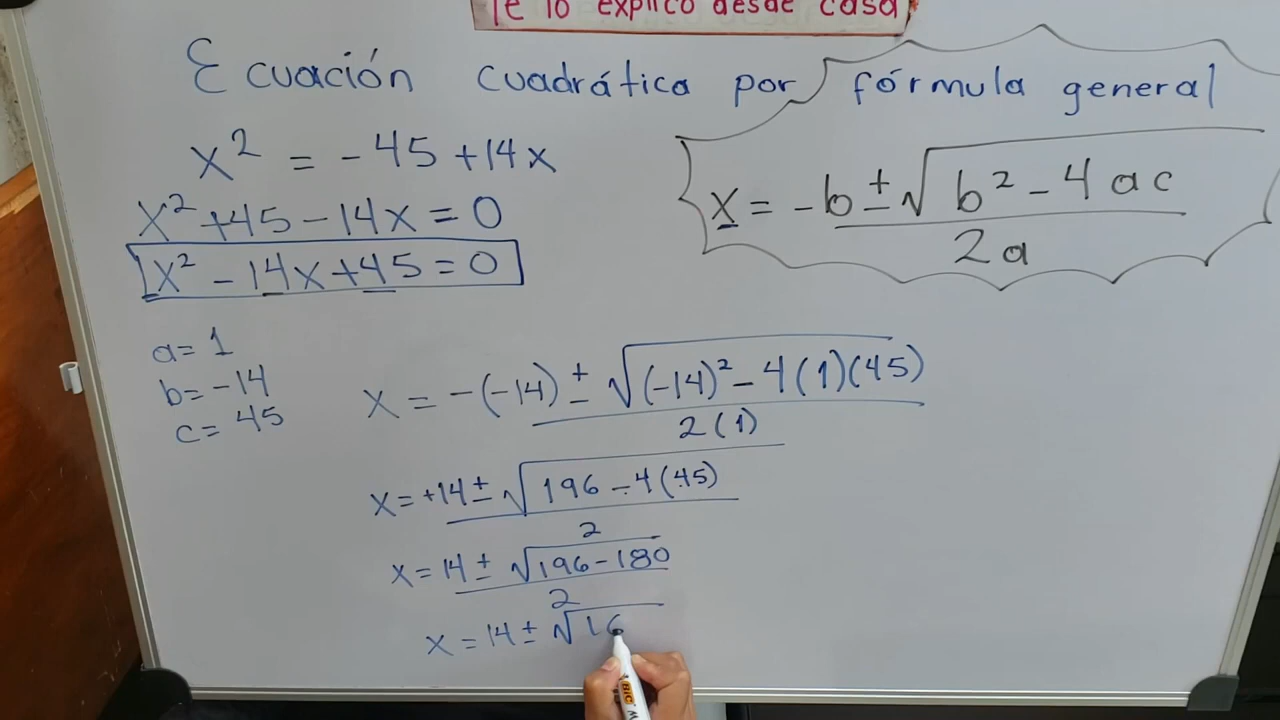 Te lo explico desde casa
Ecuación cuadrática por fórmula general
x² = -45 +14x
x² +45 -14x = 0
x² - 14x + 45 = 0
x = -b ± √b² - 4ac
2a
a= 1
b= -14
c= 45
x = -(-14) ± √(-14)² - 4(1)(45)
2(1)
x = +14 ± √196 - 4(45)
2
x = 14 ± √196 - 180
2
x = 14 ± √16
BIC